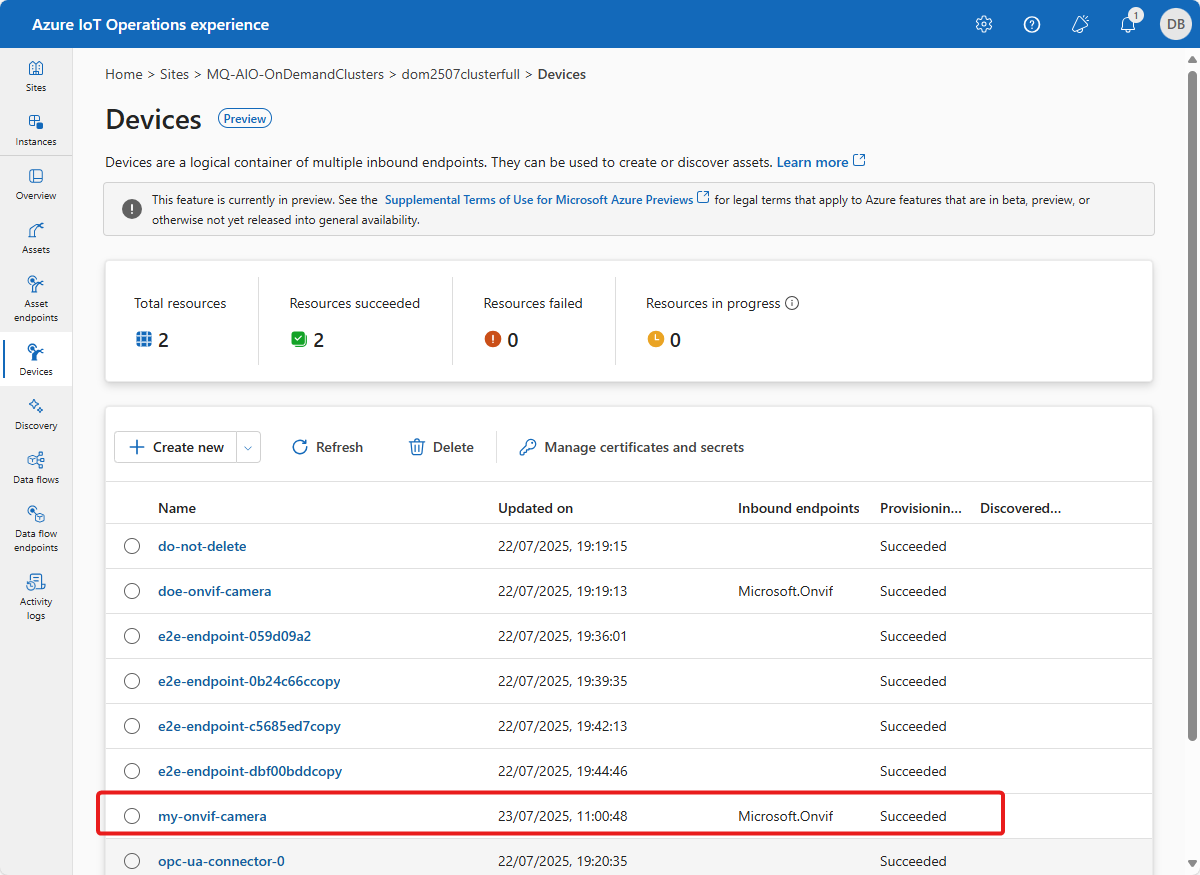 Azure IoT Operations experience
1
DB
Sites
Instances
Overview
Assets
Asset
endpoints
Devices
Discovery
Data flows
Data flow
endpoints
Activity
logs
Home > Sites > MQ-AIO-OnDemandClusters > dom2507clusterfull > Devices
Devices Preview
Devices are a logical container of multiple inbound endpoints. They can be used to create or discover assets. Learn more
This feature is currently in preview. See the Supplemental Terms of Use for Microsoft Azure Previews for legal terms that apply to Azure features that are in beta, preview, or
otherwise not yet released into general availability.
Total resources Resources succeeded Resources failed Resources in progress
2 2 0 0
Create new Refresh Delete Manage certificates and secrets
Name Updated on Inbound endpoints Provisionin... Discovered...
do-not-delete 22/07/2025, 19:19:15 Succeeded
doe-onvif-camera 22/07/2025, 19:19:13 Microsoft.Onvif Succeeded
e2e-endpoint-059d09a2 22/07/2025, 19:36:01 Succeeded
e2e-endpoint-0b24c66ccopy 22/07/2025, 19:39:35 Succeeded
e2e-endpoint-c5685ed7copy 22/07/2025, 19:42:13 Succeeded
e2e-endpoint-dbf00bddcopy 22/07/2025, 19:44:46 Succeeded
my-onvif-camera 23/07/2025, 11:00:48 Microsoft.Onvif Succeeded
opc-ua-connector-0 22/07/2025, 19:20:35 Succeeded